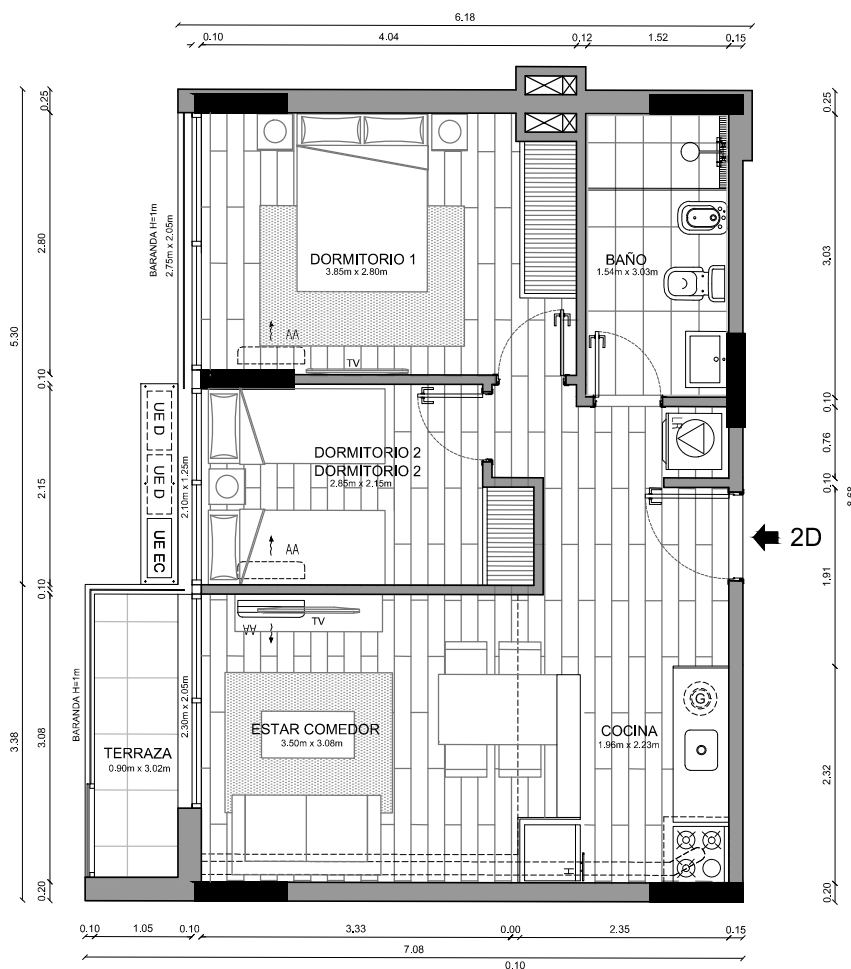 6.18
0.10 4.04 0.12 1.52 0.15
0.25
2.80
5.30
0.10
2.15
0.10
3.38
3.08
0.20
BARANDA H=1m
2.75m x 2.05m
DORMITORIO 1
3.85m x 2.80m
AA
TV
BAÑO
1.54m x 3.03m
0.25
3.03
0.10
0.76
0.10
8.68
1.91
2.32
0.20
UE D
UE D
UE EC
2.10m x 1.25m
DORMITORIO 2
DORMITORIO 2
2.85m x 2.15m
AA
LR
2D
BARANDA H=1m
2.30m x 2.05m
AA
TV
TERRAZA
0.90m x 3.02m
ESTAR COMEDOR
3.50m x 3.08m
COCINA
1.96m x 2.23m
G
H
0.10 1.05 0.10 3.33 0.00 2.35 0.15
7.08
0.10